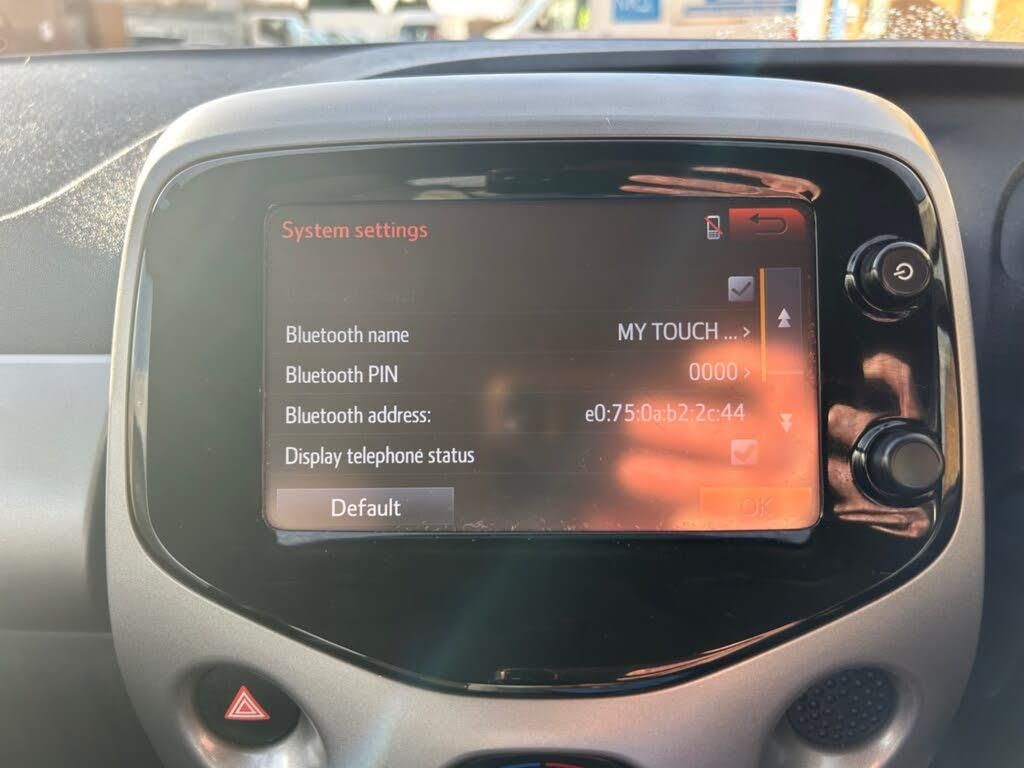 System settings
Bluetooth name MY TOUCH ... >
Bluetooth PIN 0000 >
Bluetooth address: e0:75:0a:b2:2c:44
Display telephone status
Default OK